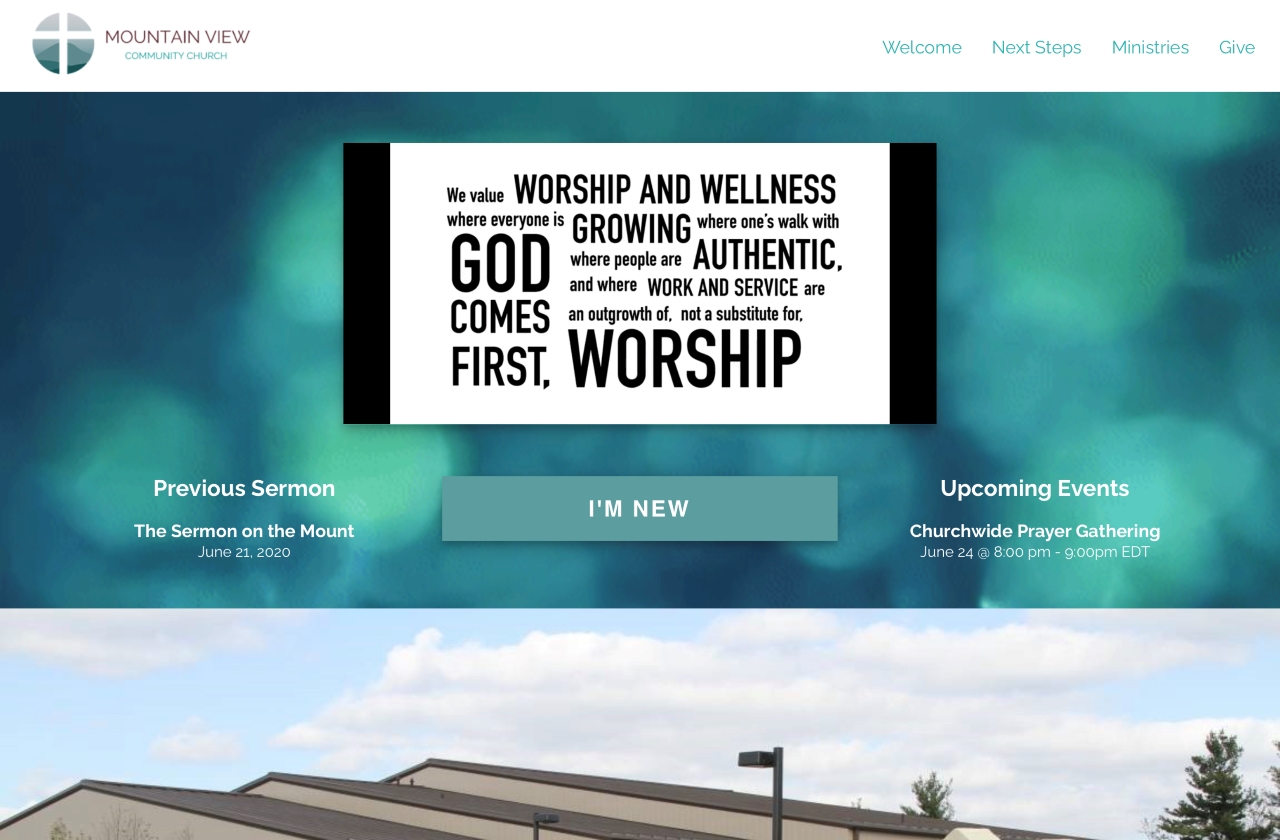 MOUNTAIN VIEW
COMMUNITY CHURCH
Welcome Next Steps Ministries Give
We value WORSHIP AND WELLNESS
where everyone is GROWING where one's walk with
GOD where people are AUTHENTIC,
COMES and where WORK AND SERVICE are
an outgrowth of, not a substitute for,
FIRST, WORSHIP
Previous Sermon
The Sermon on the Mount
June 21, 2020
I'M NEW
Upcoming Events
Churchwide Prayer Gathering
June 24 @ 8:00 pm - 9:00pm EDT